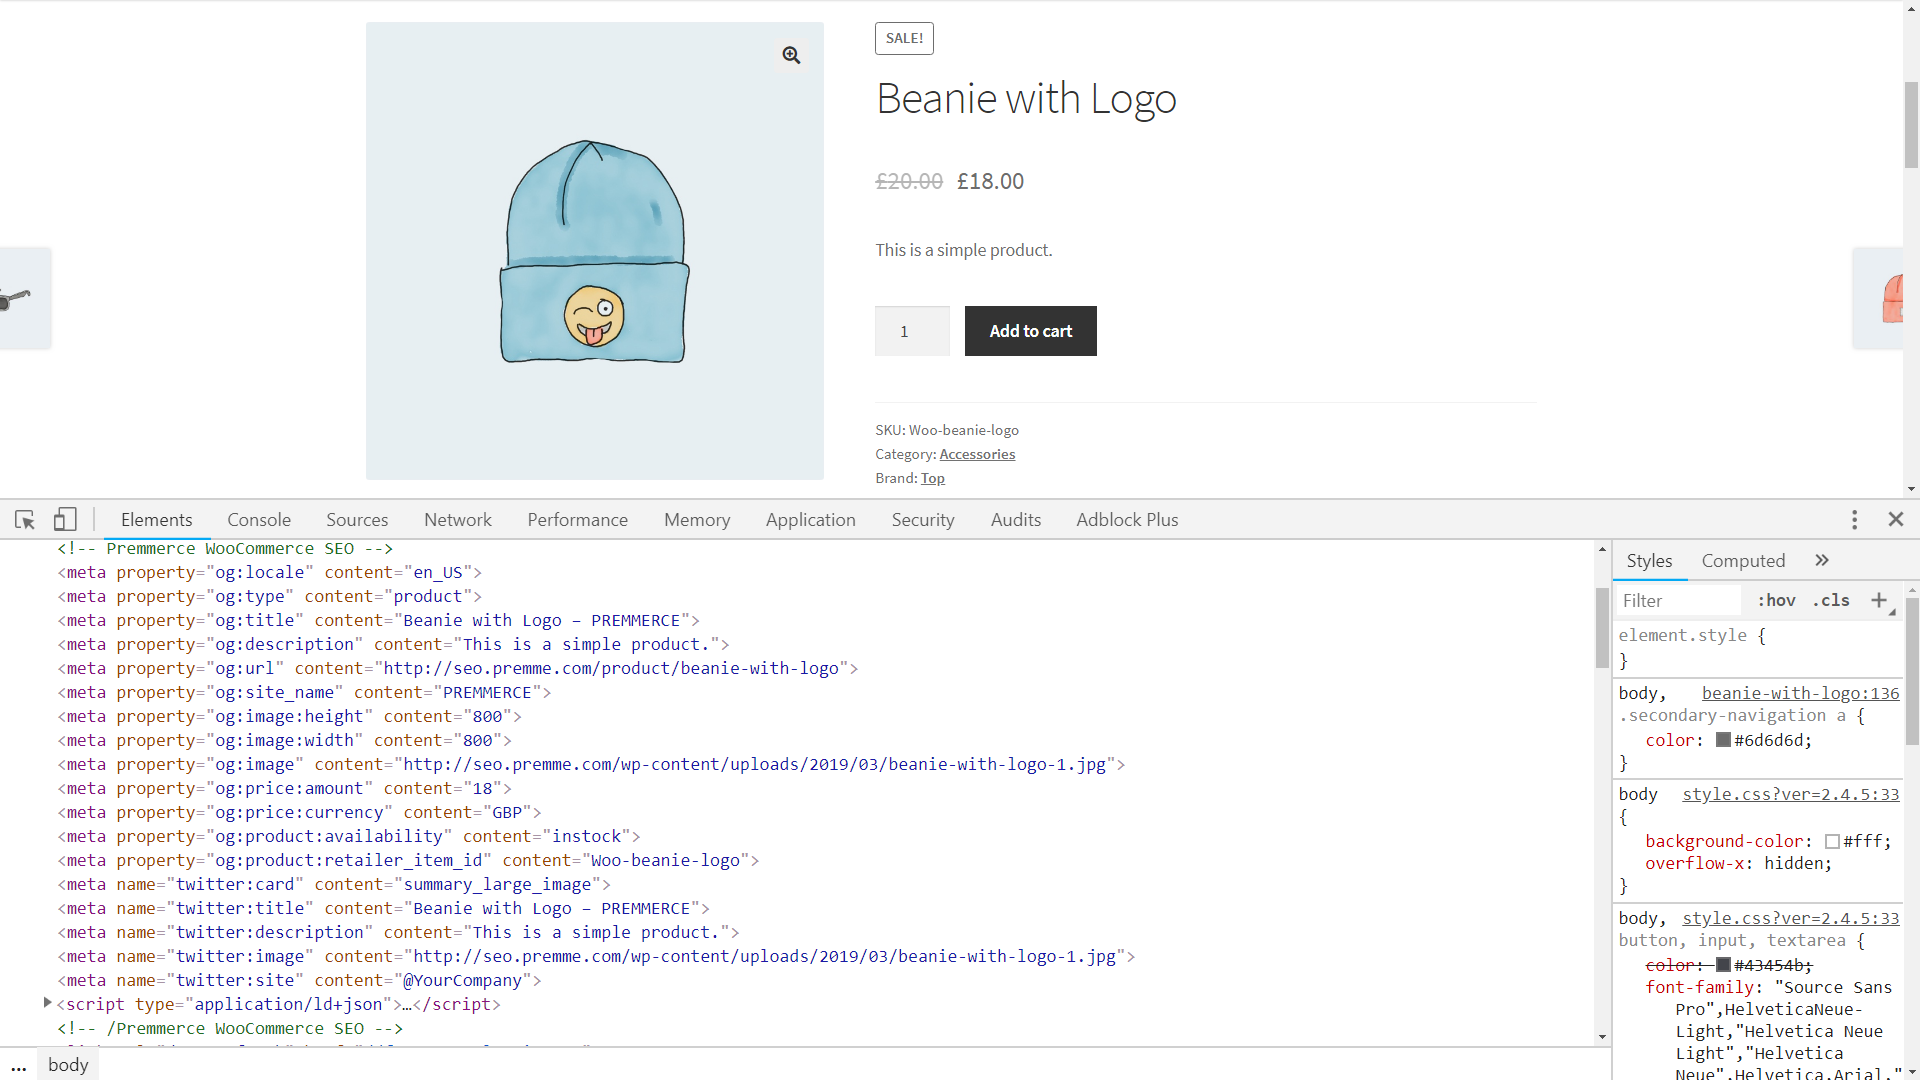 SALE!
Beanie with Logo
£20.00 £18.00
This is a simple product.
1 Add to cart
SKU: Woo-beanie-logo
Category: Accessories
Brand: Top
Elements Console Sources Network Performance Memory Application Security Audits Adblock Plus
<!-- Premmerce WooCommerce SEO -->
<meta property="og:locale" content="en_US">
<meta property="og:type" content="product">
<meta property="og:title" content="Beanie with Logo – PREMMERCE">
<meta property="og:description" content="This is a simple product.">
<meta property="og:url" content="http://seo.premme.com/product/beanie-with-logo">
<meta property="og:site_name" content="PREMMERCE">
<meta property="og:image:height" content="800">
<meta property="og:image:width" content="800">
<meta property="og:image" content="http://seo.premme.com/wp-content/uploads/2019/03/beanie-with-logo-1.jpg">
<meta property="og:price:amount" content="18">
<meta property="og:price:currency" content="GBP">
<meta property="og:product:availability" content="instock">
<meta property="og:product:retailer_item_id" content="Woo-beanie-logo">
<meta name="twitter:card" content="summary_large_image">
<meta name="twitter:title" content="Beanie with Logo – PREMMERCE">
<meta name="twitter:description" content="This is a simple product.">
<meta name="twitter:image" content="http://seo.premme.com/wp-content/uploads/2019/03/beanie-with-logo-1.jpg">
<meta name="twitter:site" content="@YourCompany">
<script type="application/ld+json">…</script>
<!-- /Premmerce WooCommerce SEO -->
... body
Styles Computed »
Filter :hov .cls +
element.style {
}
body, beanie-with-logo:136
.secondary-navigation a {
color: #6d6d6d;
}
body style.css?ver=2.4.5:33
{
background-color: #fff;
overflow-x: hidden;
}
body, style.css?ver=2.4.5:33
button, input, textarea {
color: #43454b;
font-family: "Source Sans
Pro",HelveticaNeue-
Light,"Helvetica Neue
Light","Helvetica
Neue",Helvetica,Arial,"